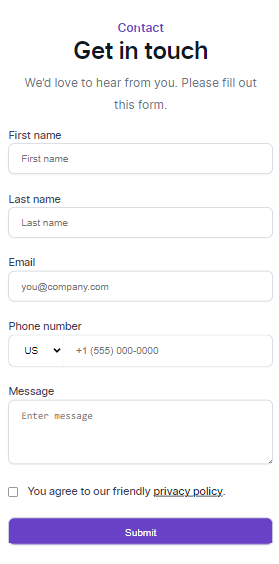 Contact
Get in touch
We'd love to hear from you. Please fill out
this form.
First name
First name
Last name
Last name
Email
you@company.com
Phone number
US +1 (555) 000-0000
Message
Enter message
You agree to our friendly privacy policy.
Submit